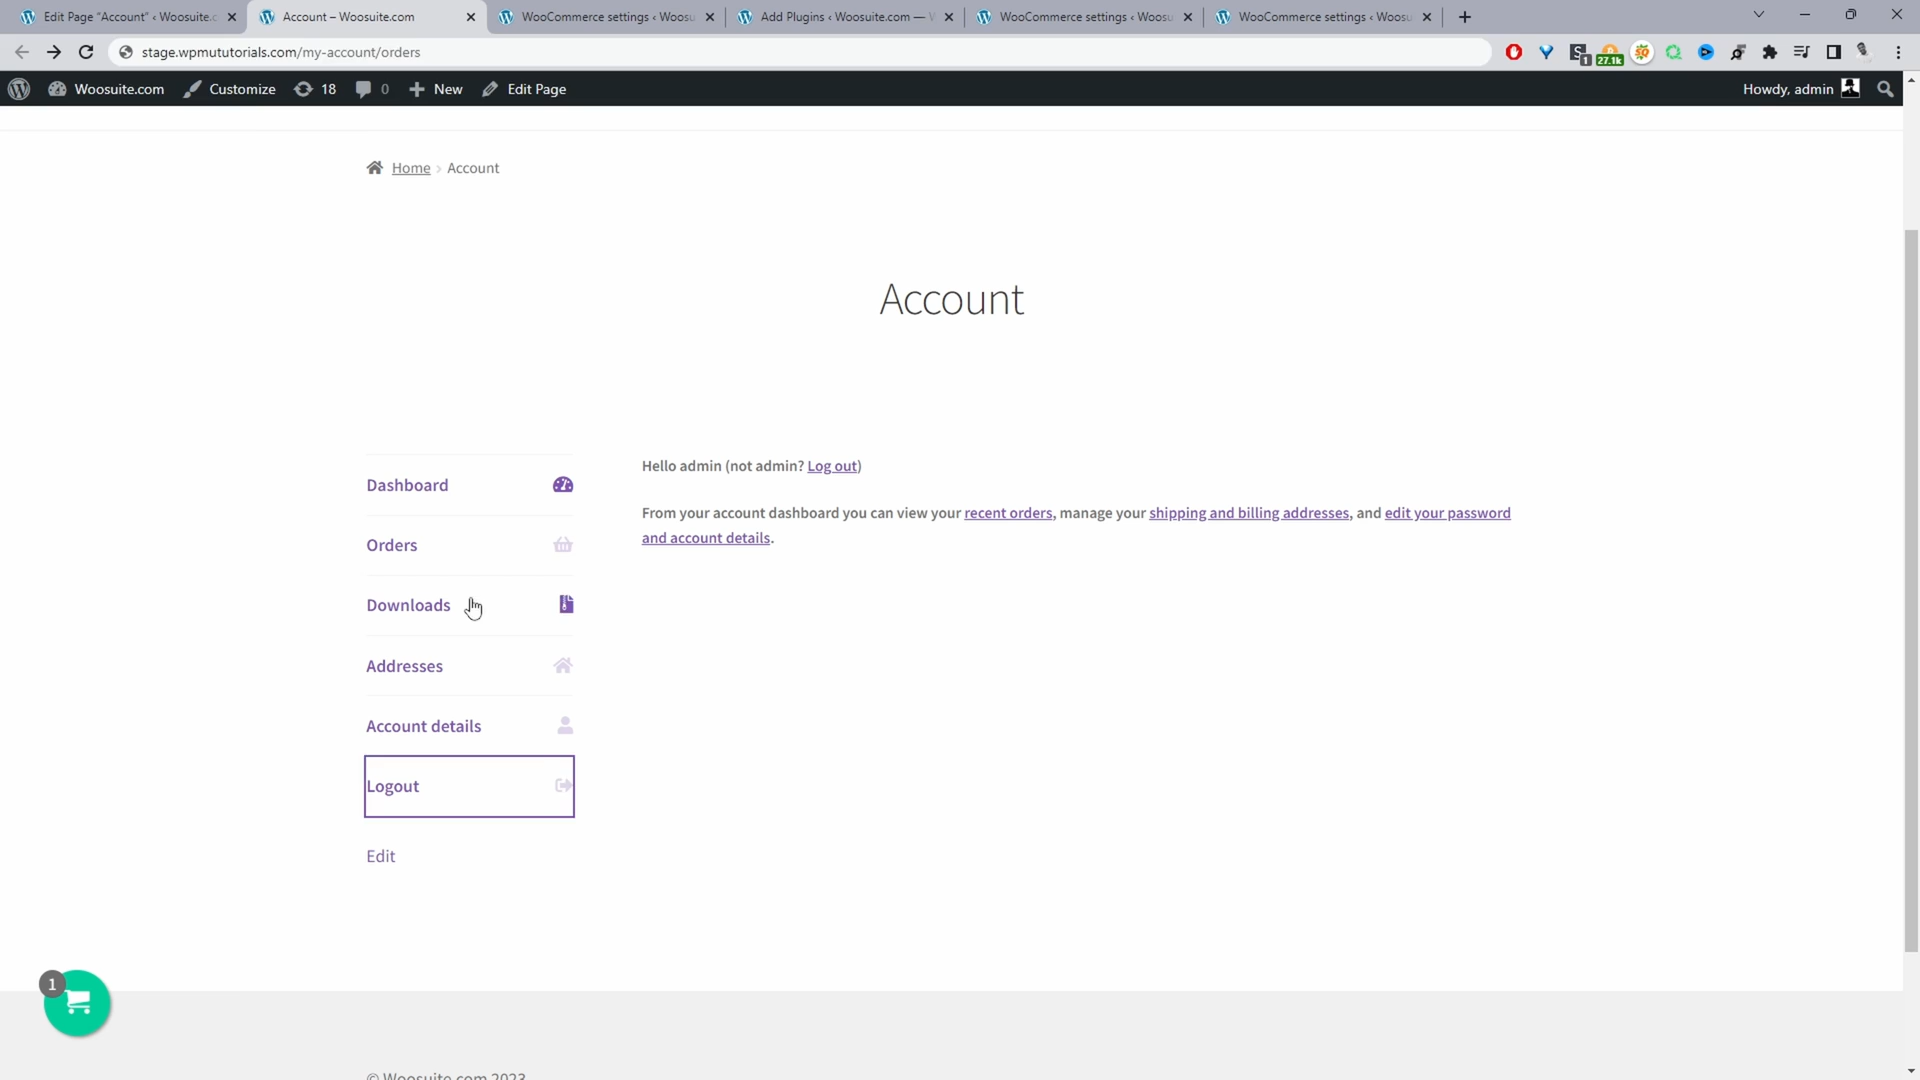 Edit Page "Account" ‹ Woosuite.c
Account – Woosuite.com
WooCommerce settings ‹ Woosu
Add Plugins ‹ Woosuite.com — W
WooCommerce settings ‹ Woosu
WooCommerce settings ‹ Woosu
stage.wpmututorials.com/my-account/orders
1
27.1k
Woosuite.com
Customize
18
0
New
Edit Page
Howdy, admin
Home › Account
Account
Dashboard
Hello admin (not admin? Log out)
From your account dashboard you can view your recent orders, manage your shipping and billing addresses, and edit your password
and account details.
Orders
Downloads
Addresses
Account details
Logout
Edit
1
© Woosuite.com 2023